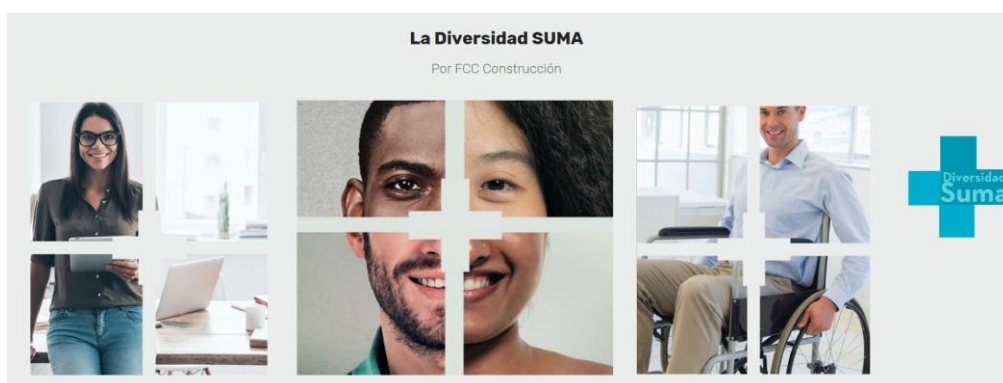 La Diversidad SUMA
Por FCC Construcción
Diversidad
Suma